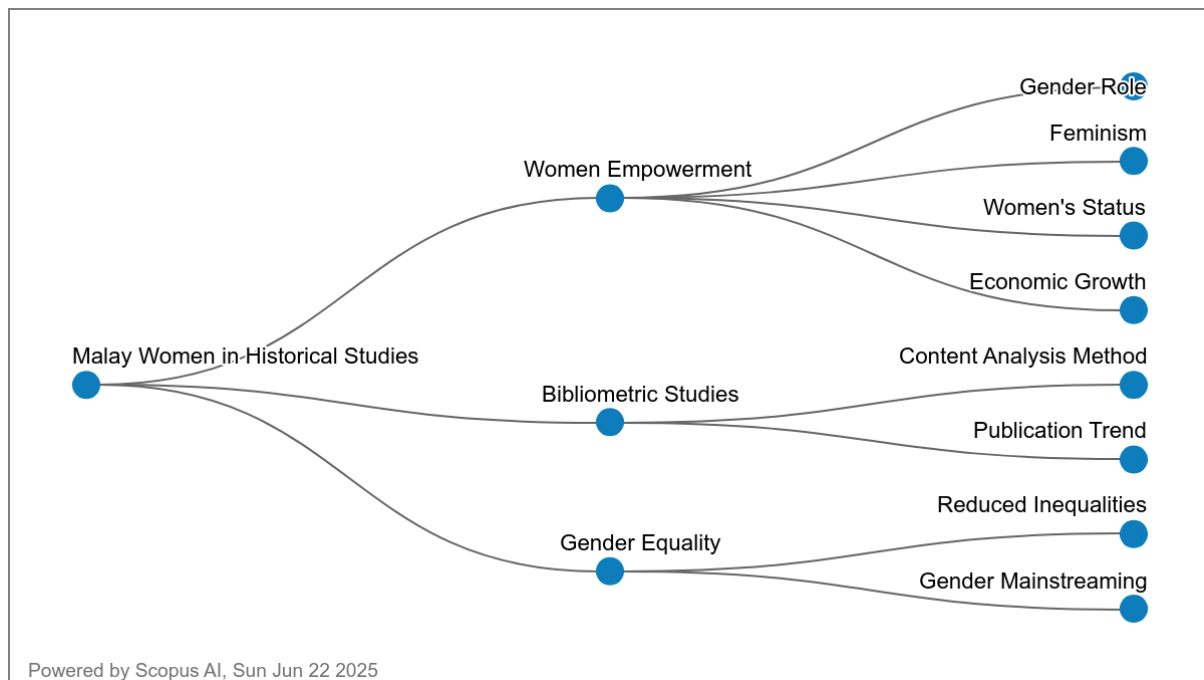 Gender Role
Feminism
Women Empowerment
Women's Status
Economic Growth
Malay Women in Historical Studies
Content Analysis Method
Bibliometric Studies
Publication Trend
Reduced Inequalities
Gender Equality
Gender Mainstreaming
Powered by Scopus AI, Sun Jun 22 2025